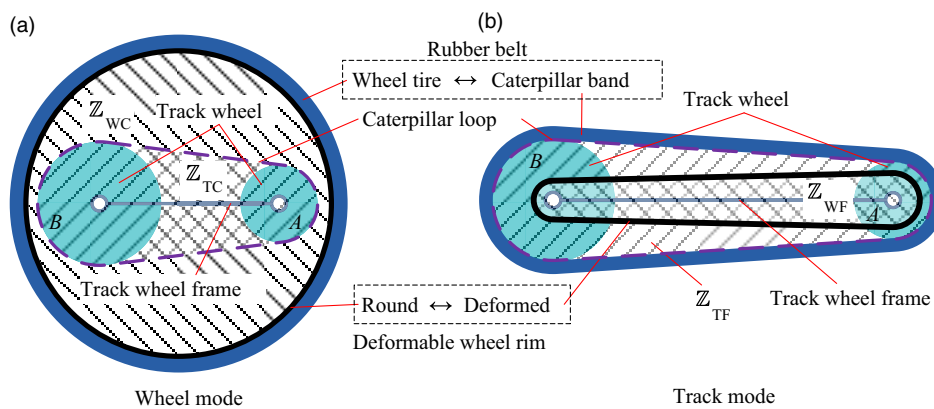 (a)
(b)
Rubber belt
Wheel tire ↔ Caterpillar band
ℤWC
Track wheel
Caterpillar loop
Track wheel
ℤTC
B
A
B
ℤWF
A
Track wheel frame
Round ↔ Deformed
ℤTF
Track wheel frame
Deformable wheel rim
Wheel mode
Track mode